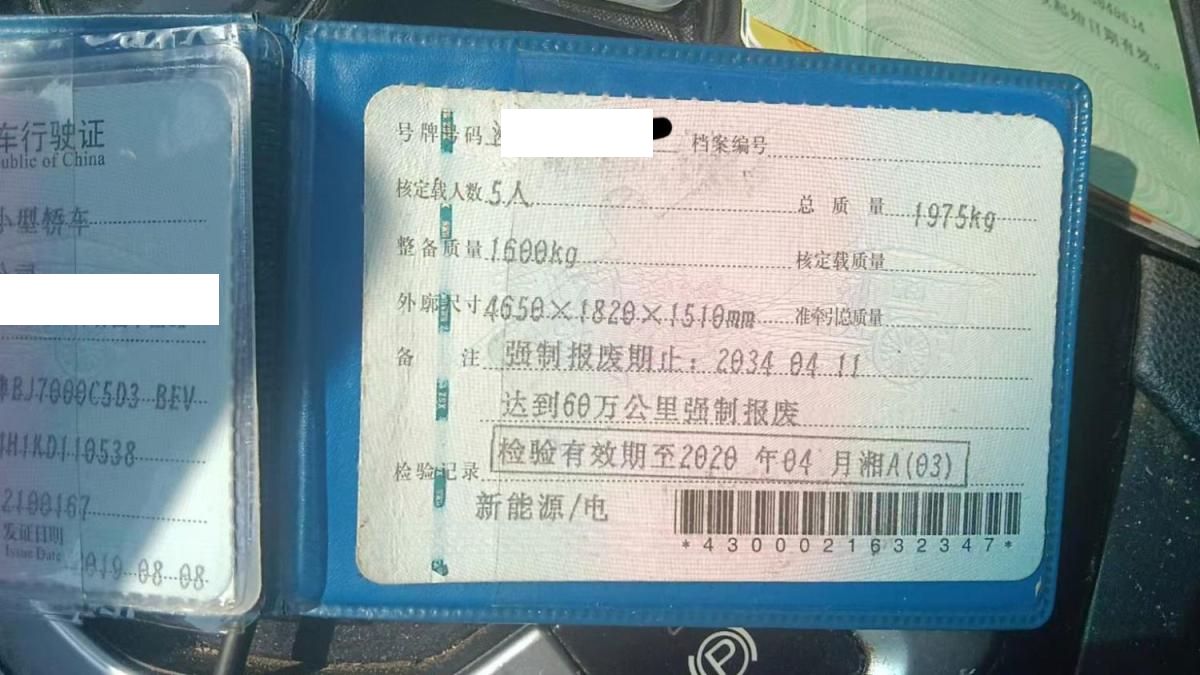 车行驶证
public of China
小型轿车
公司
BJ7000C5D3-BEV
H1KD110538
2100167
发证日期
Issue Date
2019-08-08
号牌号码
档案编号
核定载人数 5人
总质量 1975kg
整备质量 1600kg
核定载质量
外廓尺寸 4650×1820×1510mm
准牵引总质量
备注 强制报废期止：2034-04-11
达到60万公里强制报废
检验记录 检验有效期至2020 年04 月湘A(03)
新能源/电
*4300021632347*